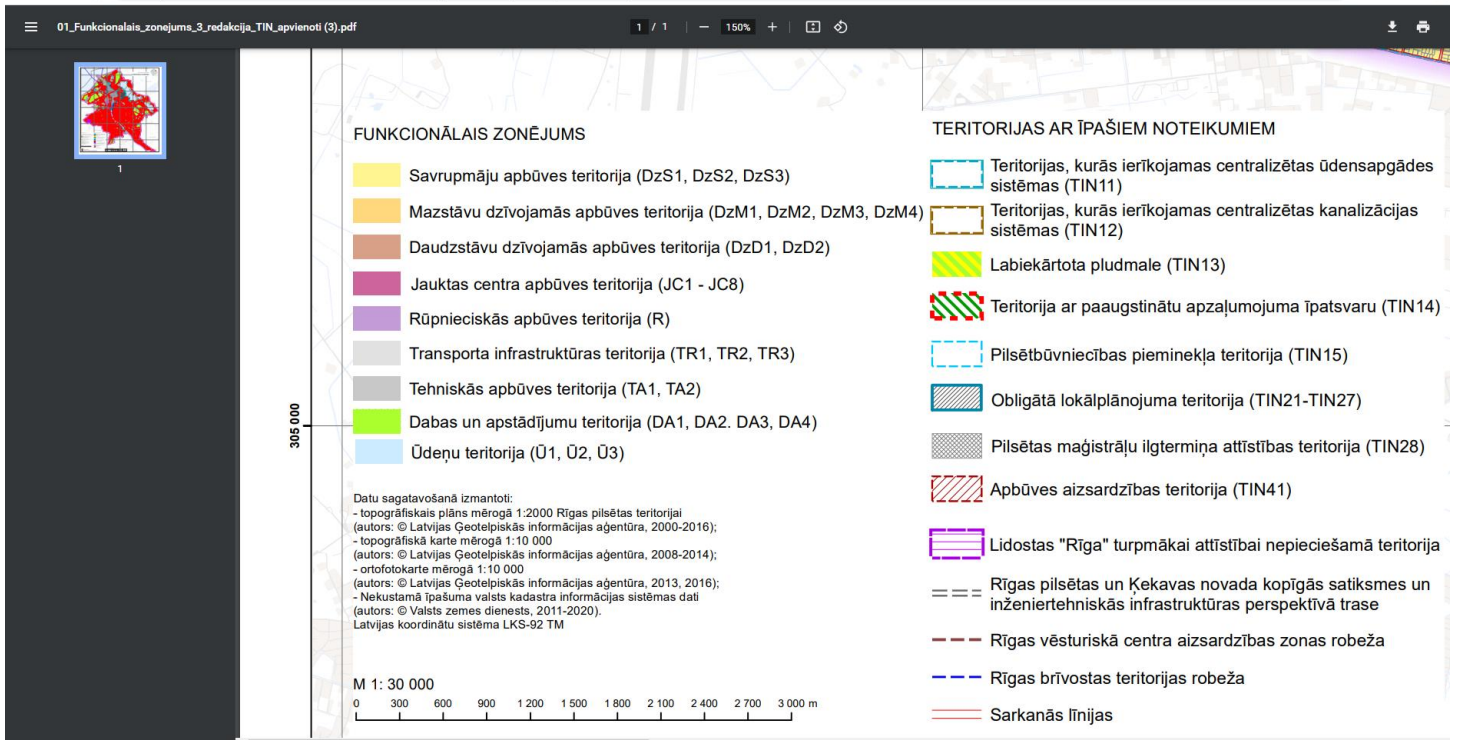 01_Funkcionalais_zonejums_3_redakcija_TIN_apvienoti (3).pdf
1 / 1
150%
1
FUNKCIONĀLAIS ZONĒJUMS
Savrupmāju apbūves teritorija (DzS1, DzS2, DzS3)
Mazstāvu dzīvojamās apbūves teritorija (DzM1, DzM2, DzM3, DzM4)
Daudzstāvu dzīvojamās apbūves teritorija (DzD1, DzD2)
Jauktas centra apbūves teritorija (JC1 - JC8)
Rūpnieciskās apbūves teritorija (R)
Transporta infrastruktūras teritorija (TR1, TR2, TR3)
Tehniskās apbūves teritorija (TA1, TA2)
Dabas un apstādījumu teritorija (DA1, DA2. DA3, DA4)
Ūdeņu teritorija (Ū1, Ū2, Ū3)
305 000
Datu sagatavošanā izmantoti:
- topogrāfiskais plāns mērogā 1:2000 Rīgas pilsētas teritorijai
(autors: © Latvijas Ģeotelpiskās informācijas aģentūra, 2000-2016);
- topogrāfiskā karte mērogā 1:10 000
(autors: © Latvijas Ģeotelpiskās informācijas aģentūra, 2008-2014);
- ortofotokarte mērogā 1:10 000
(autors: © Latvijas Ģeotelpiskās informācijas aģentūra, 2013, 2016);
- Nekustamā īpašuma valsts kadastra informācijas sistēmas dati
(autors: © Valsts zemes dienests, 2011-2020).
Latvijas koordinātu sistēma LKS-92 TM
M 1: 30 000
0 300 600 900 1 200 1 500 1 800 2 100 2 400 2 700 3 000 m
TERITORIJAS AR ĪPAŠIEM NOTEIKUMIEM
Teritorijas, kurās ierīkojamas centralizētas ūdensapgādes
sistēmas (TIN11)
Teritorijas, kurās ierīkojamas centralizētas kanalizācijas
sistēmas (TIN12)
Labiekārtota pludmale (TIN13)
Teritorija ar paaugstinātu apzaļumojuma īpatsvaru (TIN14)
Pilsētbūvniecības pieminekļa teritorija (TIN15)
Obligātā lokālplānojuma teritorija (TIN21-TIN27)
Pilsētas maģistrāļu ilgtermiņa attīstības teritorija (TIN28)
Apbūves aizsardzības teritorija (TIN41)
Lidostas "Rīga" turpmākai attīstībai nepieciešamā teritorija
Rīgas pilsētas un Ķekavas novada kopīgās satiksmes un
inženiertehniskās infrastruktūras perspektīvā trase
Rīgas vēsturiskā centra aizsardzības zonas robeža
Rīgas brīvostas teritorijas robeža
Sarkanās līnijas